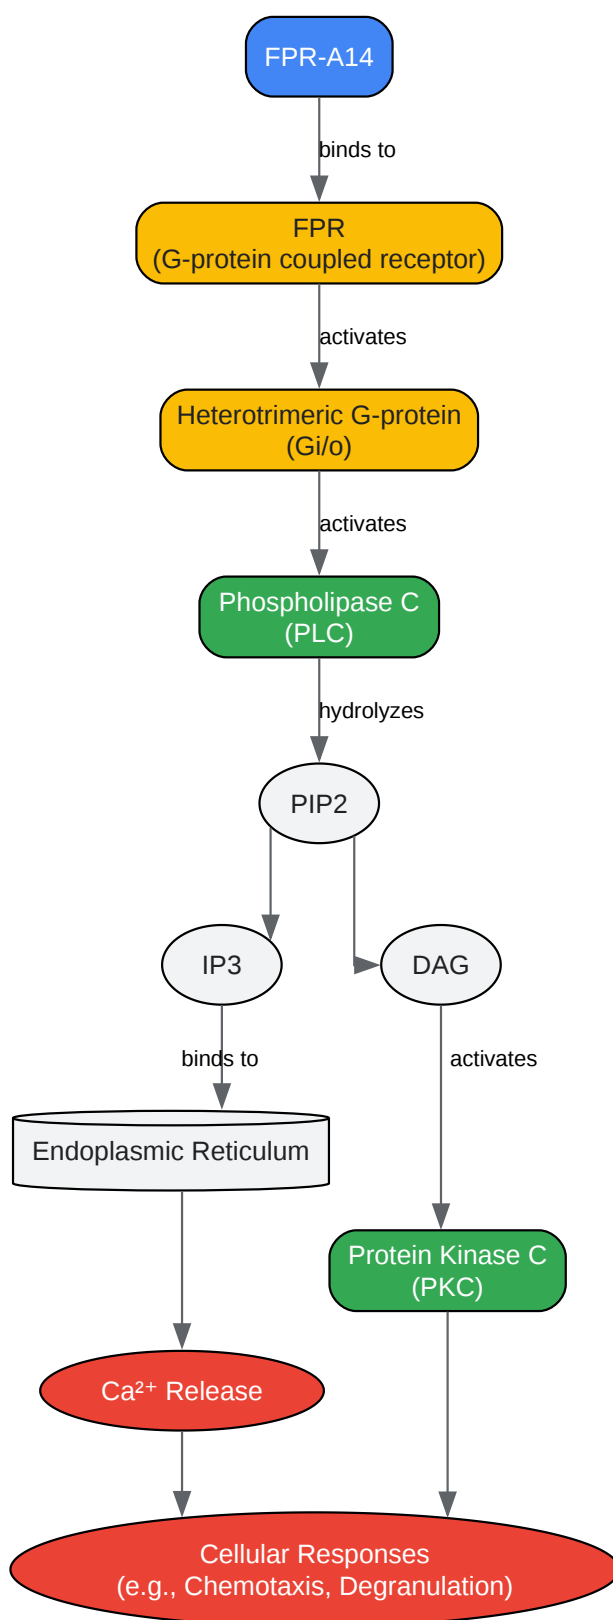 FPR-A14
binds to
FPR
(G-protein coupled receptor)
activates
Heterotrimeric G-protein
(Gi/o)
activates
Phospholipase C
(PLC)
hydrolyzes
PIP2
IP3
DAG
binds to
activates
Endoplasmic Reticulum
Protein Kinase C
(PKC)
Ca²⁺ Release
Cellular Responses
(e.g., Chemotaxis, Degranulation)